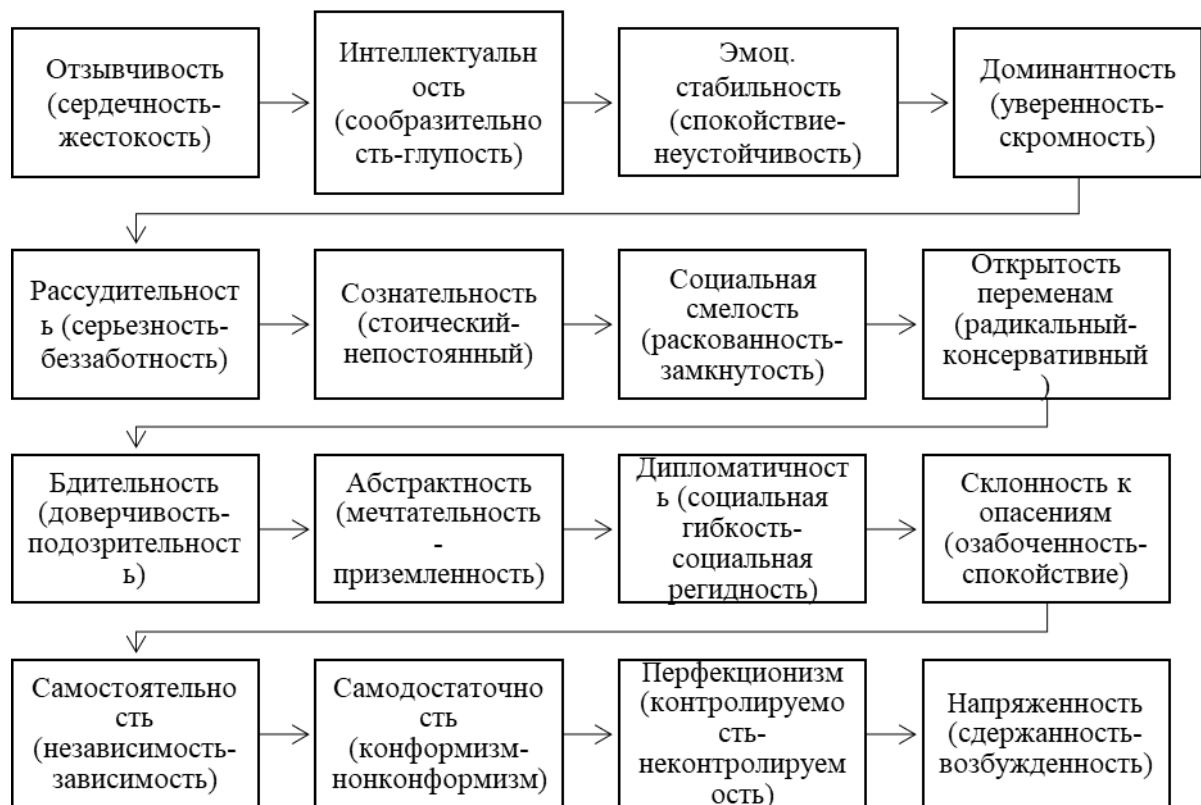 Отзывчивость
(сердечность-
жестокость)
Интеллектуальн
ость
(сообразительно
сть-глупость)
Эмоц.
стабильность
(спокойствие-
неустойчивость)
Доминантность
(уверенность-
скромность)
Рассудительност
ь (серьезность-
беззаботность)
Сознательность
(стоический-
непостоянный)
Социальная
смелость
(раскованность-
замкнутость)
Открытость
переменам
(радикальный-
консервативный
)
Бдительность
(доверчивость-
подозрительност
ь)
Абстрактность
(мечтательность
-
приземленность)
Дипломатичност
ь (социальная
гибкость-
социальная
регидность)
Склонность к
опасениям
(озабоченность-
спокойствие)
Самостоятельно
сть
(независимость-
зависимость)
Самодостаточно
сть
(конформизм-
нонконформизм)
Перфекционизм
(контролируемо
сть-
неконтролируем
ость)
Напряженность
(сдержанность-
возбужденность)